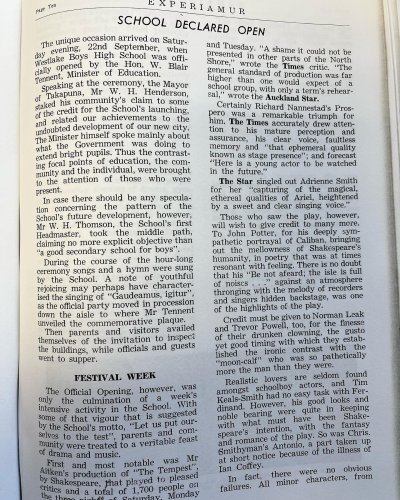 PAGE TEN
EXPERIAMUR
SCHOOL DECLARED OPEN
The unique occasion arrived on Satur-
day evening, 22nd September, when
Westlake Boys High School was offi-
cially opened by the Hon. W. Blair
Tennent, Minister of Education.
Speaking at the ceremony, the Mayor
of Takapuna, Mr W. H. Henderson,
staked his community's claim to some
of the credit for the School's launching,
and related our achievements to the
undoubted development of our new city.
The Minister himself spoke mainly about
what the Government was doing to
extend bright pupils. Thus the contrast-
ing focal points of education, the com-
munity and the individual, were brought
to the attention of those who were
present.
In case there should be any specula-
tion concerning the pattern of the
School's future development, however,
Mr W. H. Thomson, the School's first
Headmaster, took the middle path,
claiming no more explicit objective than
"a good secondary school for boys".
During the course of the hour-long
ceremony songs and a hymn were sung
by the School. A note of youthful
rejoicing may perhaps have character-
ised the singing of "Gaudeamus, igitur",
as the official party moved in procession
down the aisle to where Mr Tennent
unveiled the commemorative plaque.
Then parents and visitors availed
themselves of the invitation to inspect
the buildings, while officials and guests
went to supper.
FESTIVAL WEEK
The Official Opening, however, was
only the culmination of a week's
intensive activity in the School. With
some of that vigour that is suggested
by the School's motto, "Let us put our-
selves to the test", parents and com-
munity were treated to a veritable feast
of drama and music.
First and most notable was Mr
Aitken's production of "The Tempest",
by Shakespeare, that played to pleased
critics and a total of 1,700 people on
the three nights of Saturday, Monday
and Tuesday. "A shame it could not be
presented in other parts of the North
Shore," wrote the Times critic. "The
general standard of production was far
higher than one would expect of a
school group, with only a term's rehear-
sal," wrote the Auckland Star.
Certainly Richard Nannestad's Pros-
pero was a remarkable triumph for
him. The Times accurately drew atten-
tion to his mature perception and
assurance, his clear voice, faultless
memory and "that ephemeral quality
known as stage presence"; and forecast
"Here is a young actor to be watched
in the future."
The Star singled out Adrienne Smith
for her "capturing of the magical,
ethereal qualities of Ariel, heightened
by a sweet and clear singing voice."
Those who saw the play, however,
will wish to give credit to many more.
To John Potter, for his deeply sym-
pathetic portrayal of Caliban, bringing
out the mellowness of Shakespeare's
humanity, in poetry that was at times
resonant with feeling. There is no doubt
that his "Be not afeard; the isle is full
of noises . . ." against an atmosphere
thronging with the melody of recorders
and singers hidden backstage, was one
of the highlights of the play.
Credit must be given to Norman Leak
and Trevor Powell, too, for the finesse
of their drunken clowning, the gusto
yet good timing with which they estab-
lished the ironic contrast with the
"moon-calf" who was so pathetically
more the man than they were.
Realistic lovers are seldom found
amongst schoolboy actors, and Tim
Keals-Smith had no easy task with Fer-
dinand. However, his good looks and
noble bearing were quite in keeping
with what must have been Shake-
speare's intention, with the fantasy
and romance of the play. So was Chris.
Smithyman's Antonio, a part taken up
at short notice because of the illness of
Ian Coffey.
In fact, there were no obvious
failures. All minor characters, from